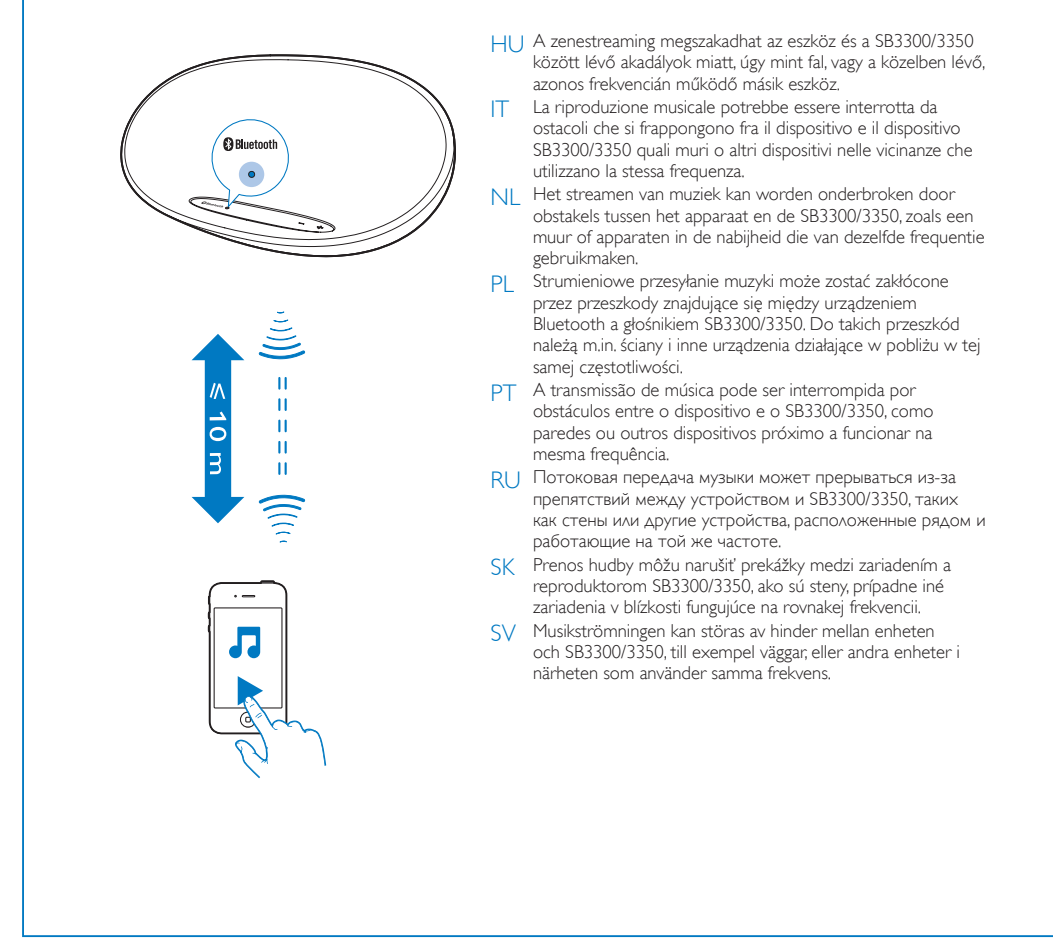 Bluetooth
≤ 10 m
HU A zenestreaming megszakadhat az eszköz és a SB3300/3350
között lévő akadályok miatt, úgy mint fal, vagy a közelben lévő,
azonos frekvencián működő másik eszköz.
IT La riproduzione musicale potrebbe essere interrotta da
ostacoli che si frappongono fra il dispositivo e il dispositivo
SB3300/3350 quali muri o altri dispositivi nelle vicinanze che
utilizzano la stessa frequenza.
NL Het streamen van muziek kan worden onderbroken door
obstakels tussen het apparaat en de SB3300/3350, zoals een
muur of apparaten in de nabijheid die van dezelfde frequentie
gebruikmaken.
PL Strumieniowe przesyłanie muzyki może zostać zakłócone
przez przeszkody znajdujące się między urządzeniem
Bluetooth a głośnikiem SB3300/3350. Do takich przeszkód
należą m.in. ściany i inne urządzenia działające w pobliżu w tej
samej częstotliwości.
PT A transmissão de música pode ser interrompida por
obstáculos entre o dispositivo e o SB3300/3350, como
paredes ou outros dispositivos próximo a funcionar na
mesma frequência.
RU Потоковая передача музыки может прерываться из-за
препятствий между устройством и SB3300/3350, таких
как стены или другие устройства, расположенные рядом и
работающие на той же частоте.
SK Prenos hudby môžu narušiť prekážky medzi zariadením a
reproduktorom SB3300/3350, ako sú steny, prípadne iné
zariadenia v blízkosti fungujúce na rovnakej frekvencii.
SV Musikströmningen kan störas av hinder mellan enheten
och SB3300/3350, till exempel väggar, eller andra enheter i
närheten som använder samma frekvens.